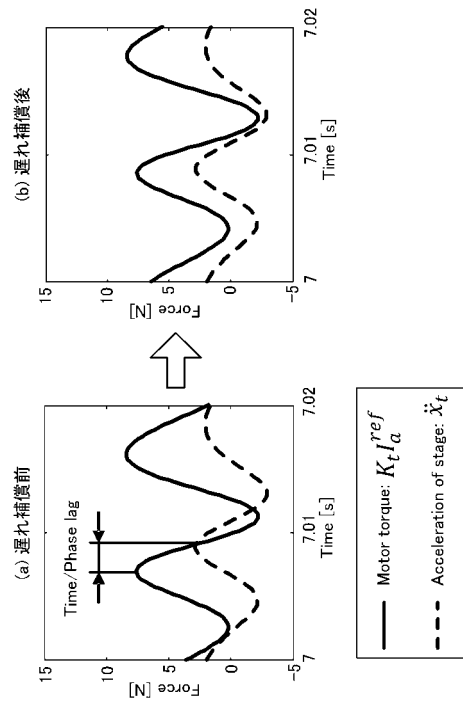 (a) 遅れ補償前
Time/Phase lag
15
10
5
0
-5
Force [N]
7
7.01
7.02
Time [s]
(b) 遅れ補償後
15
10
5
0
-5
Force [N]
7
7.01
7.02
Time [s]
Motor torque: K_t I_a^{ref}
Acceleration of stage: ẍ_t